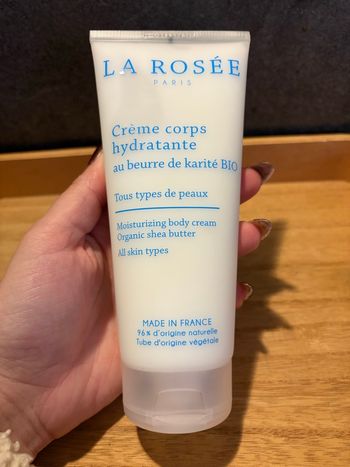 LA ROSÉE
PARIS
Crème corps
hydratante
au beurre de karité BIO
Tous types de peaux
Moisturizing body cream
Organic shea butter
All skin types
MADE IN FRANCE
96% d'origine naturelle
Tube d'origine végétale